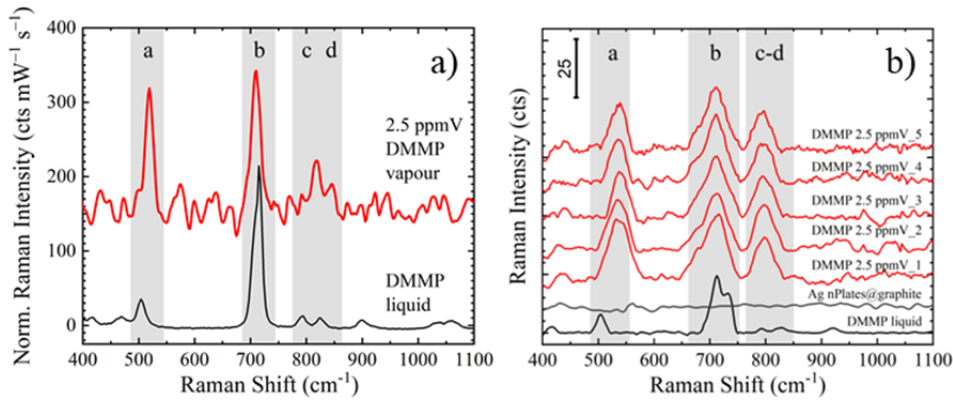 a b c d a)
400
300
200
100
0
Norm. Raman Intensity (cts mW⁻¹ s⁻¹)
2.5 ppmV
DMMP
vapour
DMMP
liquid
400 500 600 700 800 900 1000 1100
Raman Shift (cm⁻¹)
a b c-d b)
25
Raman Intensity (cts)
DMMP 2.5 ppmV_5
DMMP 2.5 ppmV_4
DMMP 2.5 ppmV_3
DMMP 2.5 ppmV_2
DMMP 2.5 ppmV_1
Ag nPlates@graphite
DMMP liquid
400 500 600 700 800 900 1000 1100
Raman Shift (cm⁻¹)